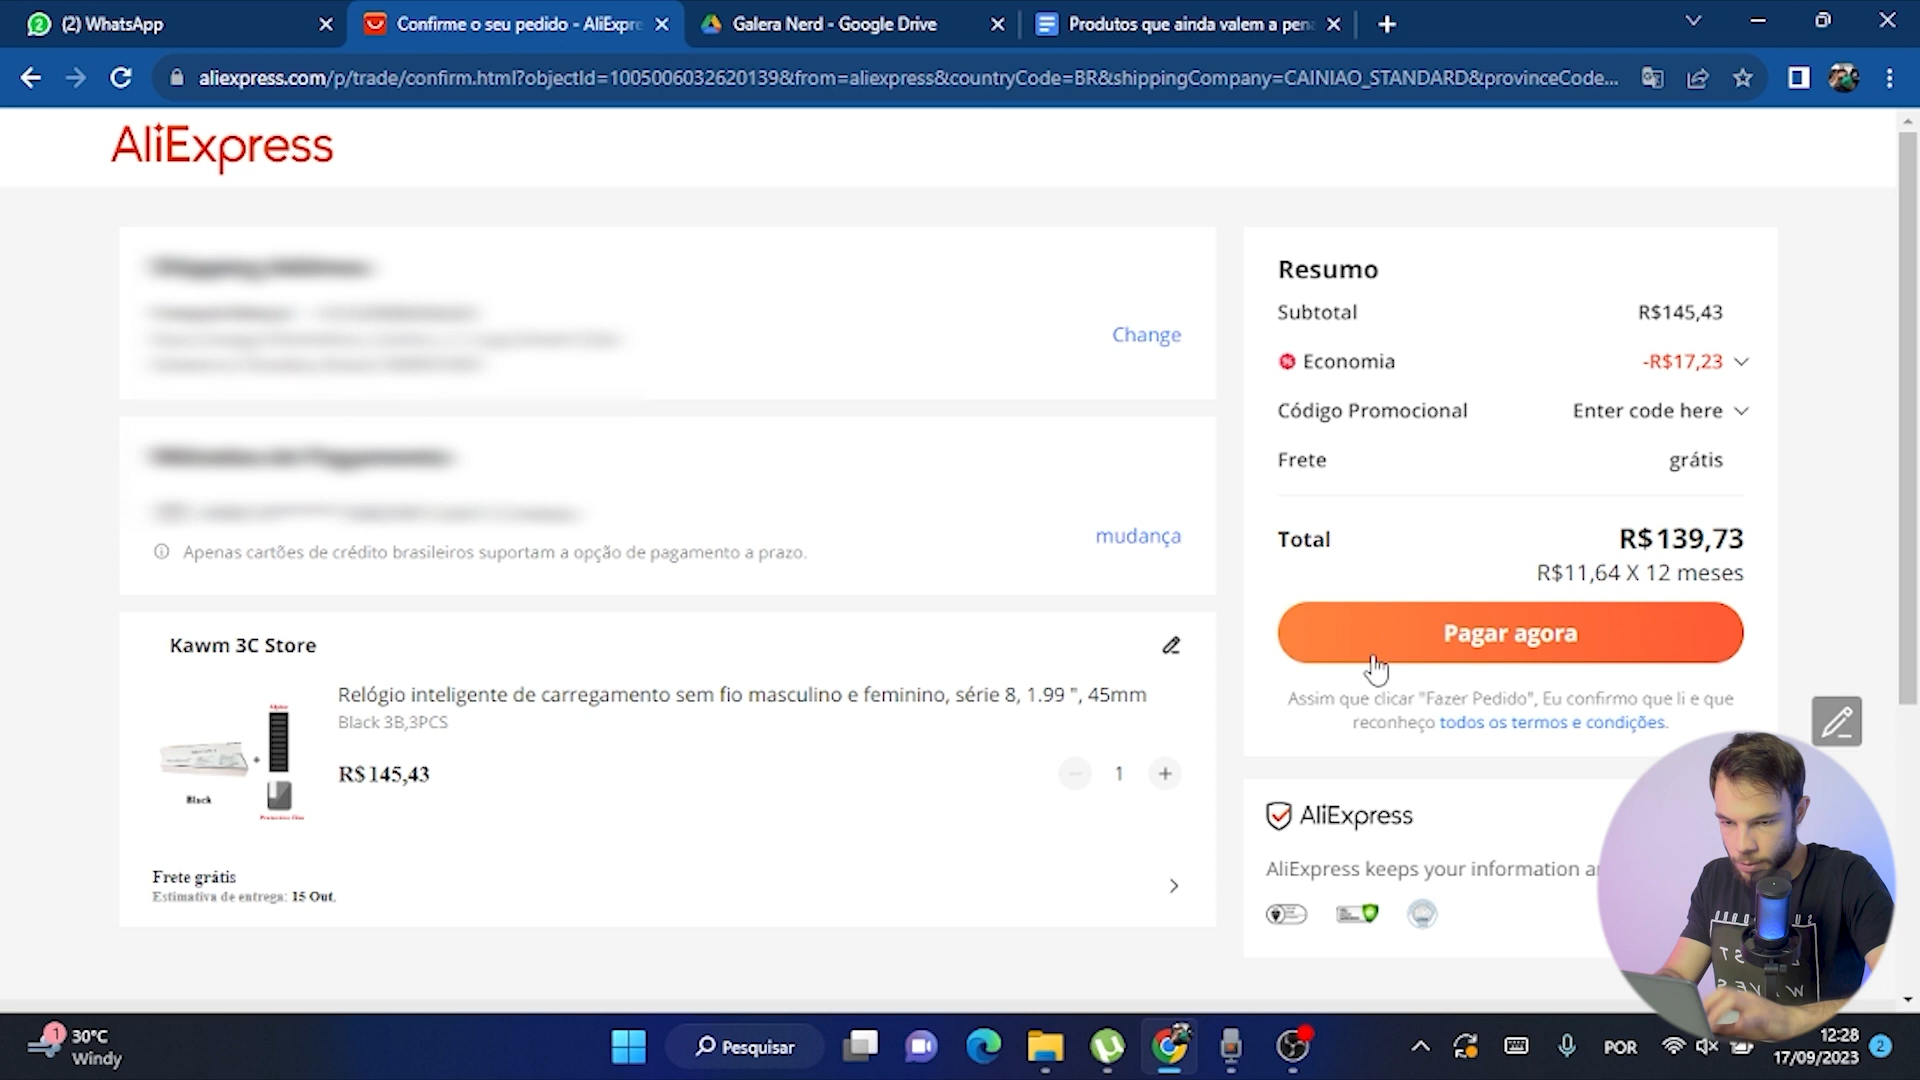 (2) WhatsApp
Confirme o seu pedido - AliExpre
Galera Nerd - Google Drive
Produtos que ainda valem a pen
aliexpress.com/p/trade/confirm.html?objectId=1005006032620139&from=aliexpress&countryCode=BR&shippingCompany=CAINIAO_STANDARD&provinceCode...
AliExpress
Change
mudança
Apenas cartões de crédito brasileiros suportam a opção de pagamento a prazo.
Kawm 3C Store
Relógio inteligente de carregamento sem fio masculino e feminino, série 8, 1.99 ", 45mm
Black 3B,3PCS
Black
R$145,43
1
Frete grátis
Estimativa de entrega: 15 Out.
Resumo
Subtotal R$145,43
Economia -R$17,23
Código Promocional Enter code here
Frete grátis
Total R$139,73
R$11,64 X 12 meses
Pagar agora
Assim que clicar "Fazer Pedido", Eu confirmo que li e que
reconheço todos os termos e condições.
AliExpress
AliExpress keeps your information
1
30°C
Windy
Pesquisar
POR
12:28
17/09/2023
2